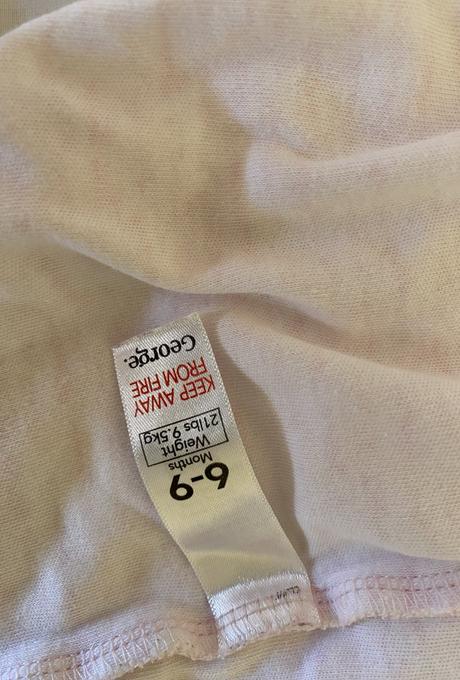 6-9
Months
Weight
21lbs 9.5kg
KEEP AWAY
FROM FIRE
George.